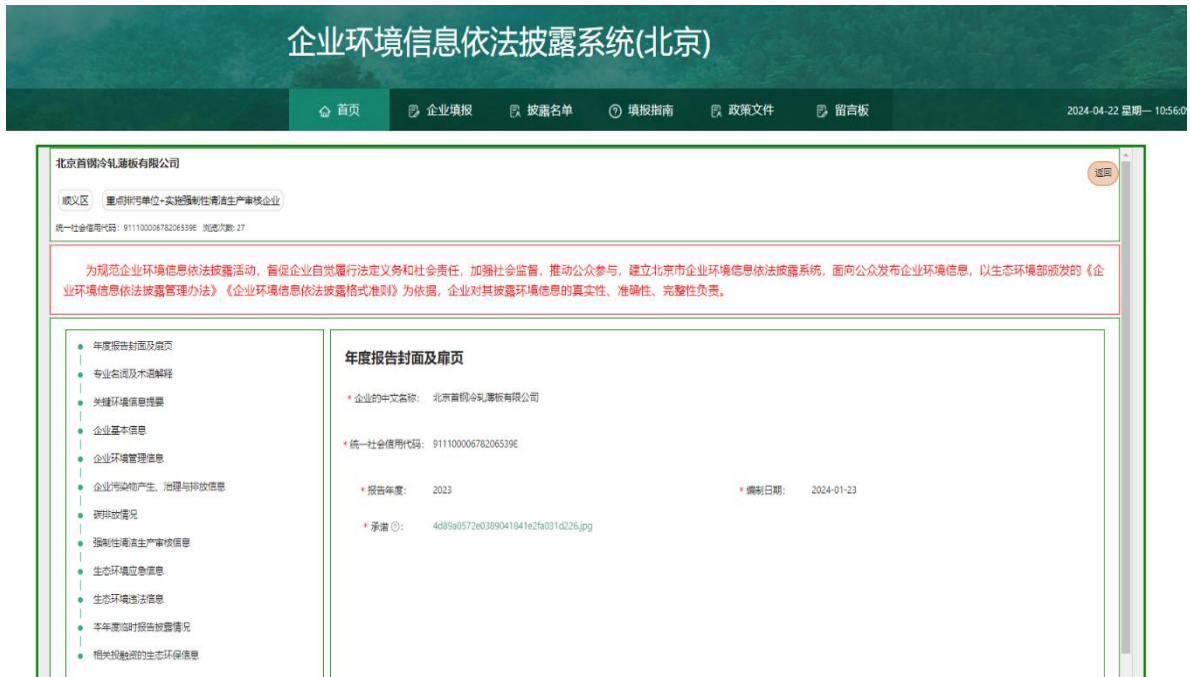 企业环境信息依法披露系统(北京)
首页 企业填报 披露名单 填报指南 政策文件 留言板 2024-04-22 星期一 10:56:09
北京首钢冷轧薄板有限公司
返回
顺义区 重点排污单位+实施强制性清洁生产审核企业
统一社会信用代码：91110000678206539E 浏览次数: 27
为规范企业环境信息依法披露活动，督促企业自觉履行法定义务和社会责任，加强社会监督，推动公众参与，建立北京市企业环境信息依法披露系统，面向公众发布企业环境信息，以生态环境部颁发的《企
业环境信息依法披露管理办法》《企业环境信息依法披露格式准则》为依据，企业对其披露环境信息的真实性、准确性、完整性负责。
年度报告封面及扉页
专业名词及术语解释
关键环境信息提要
企业基本信息
企业环境管理信息
企业污染物产生、治理与排放信息
碳排放情况
强制性清洁生产审核信息
生态环境应急信息
生态环境违法信息
本年度临时报告披露情况
相关投融资的生态环保信息
年度报告封面及扉页
* 企业的中文名称: 北京首钢冷轧薄板有限公司
* 统一社会信用代码: 91110000678206539E
* 报告年度: 2023 * 编制日期: 2024-01-23
* 承诺 ?: 4d89a0572e0389041841e2fa031d226.jpg